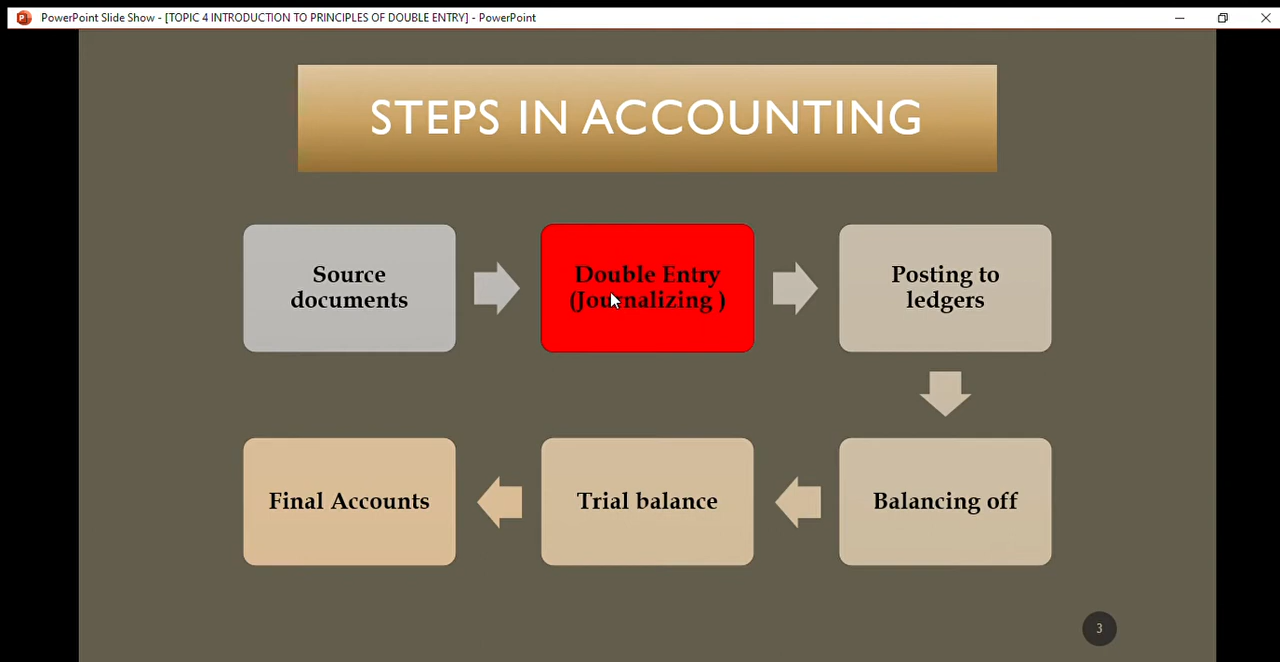 PowerPoint Slide Show - [TOPIC 4 INTRODUCTION TO PRINCIPLES OF DOUBLE ENTRY] - PowerPoint
STEPS IN ACCOUNTING
Source
documents
Double Entry
(Journalizing )
Posting to
ledgers
Balancing off
Trial balance
Final Accounts
3